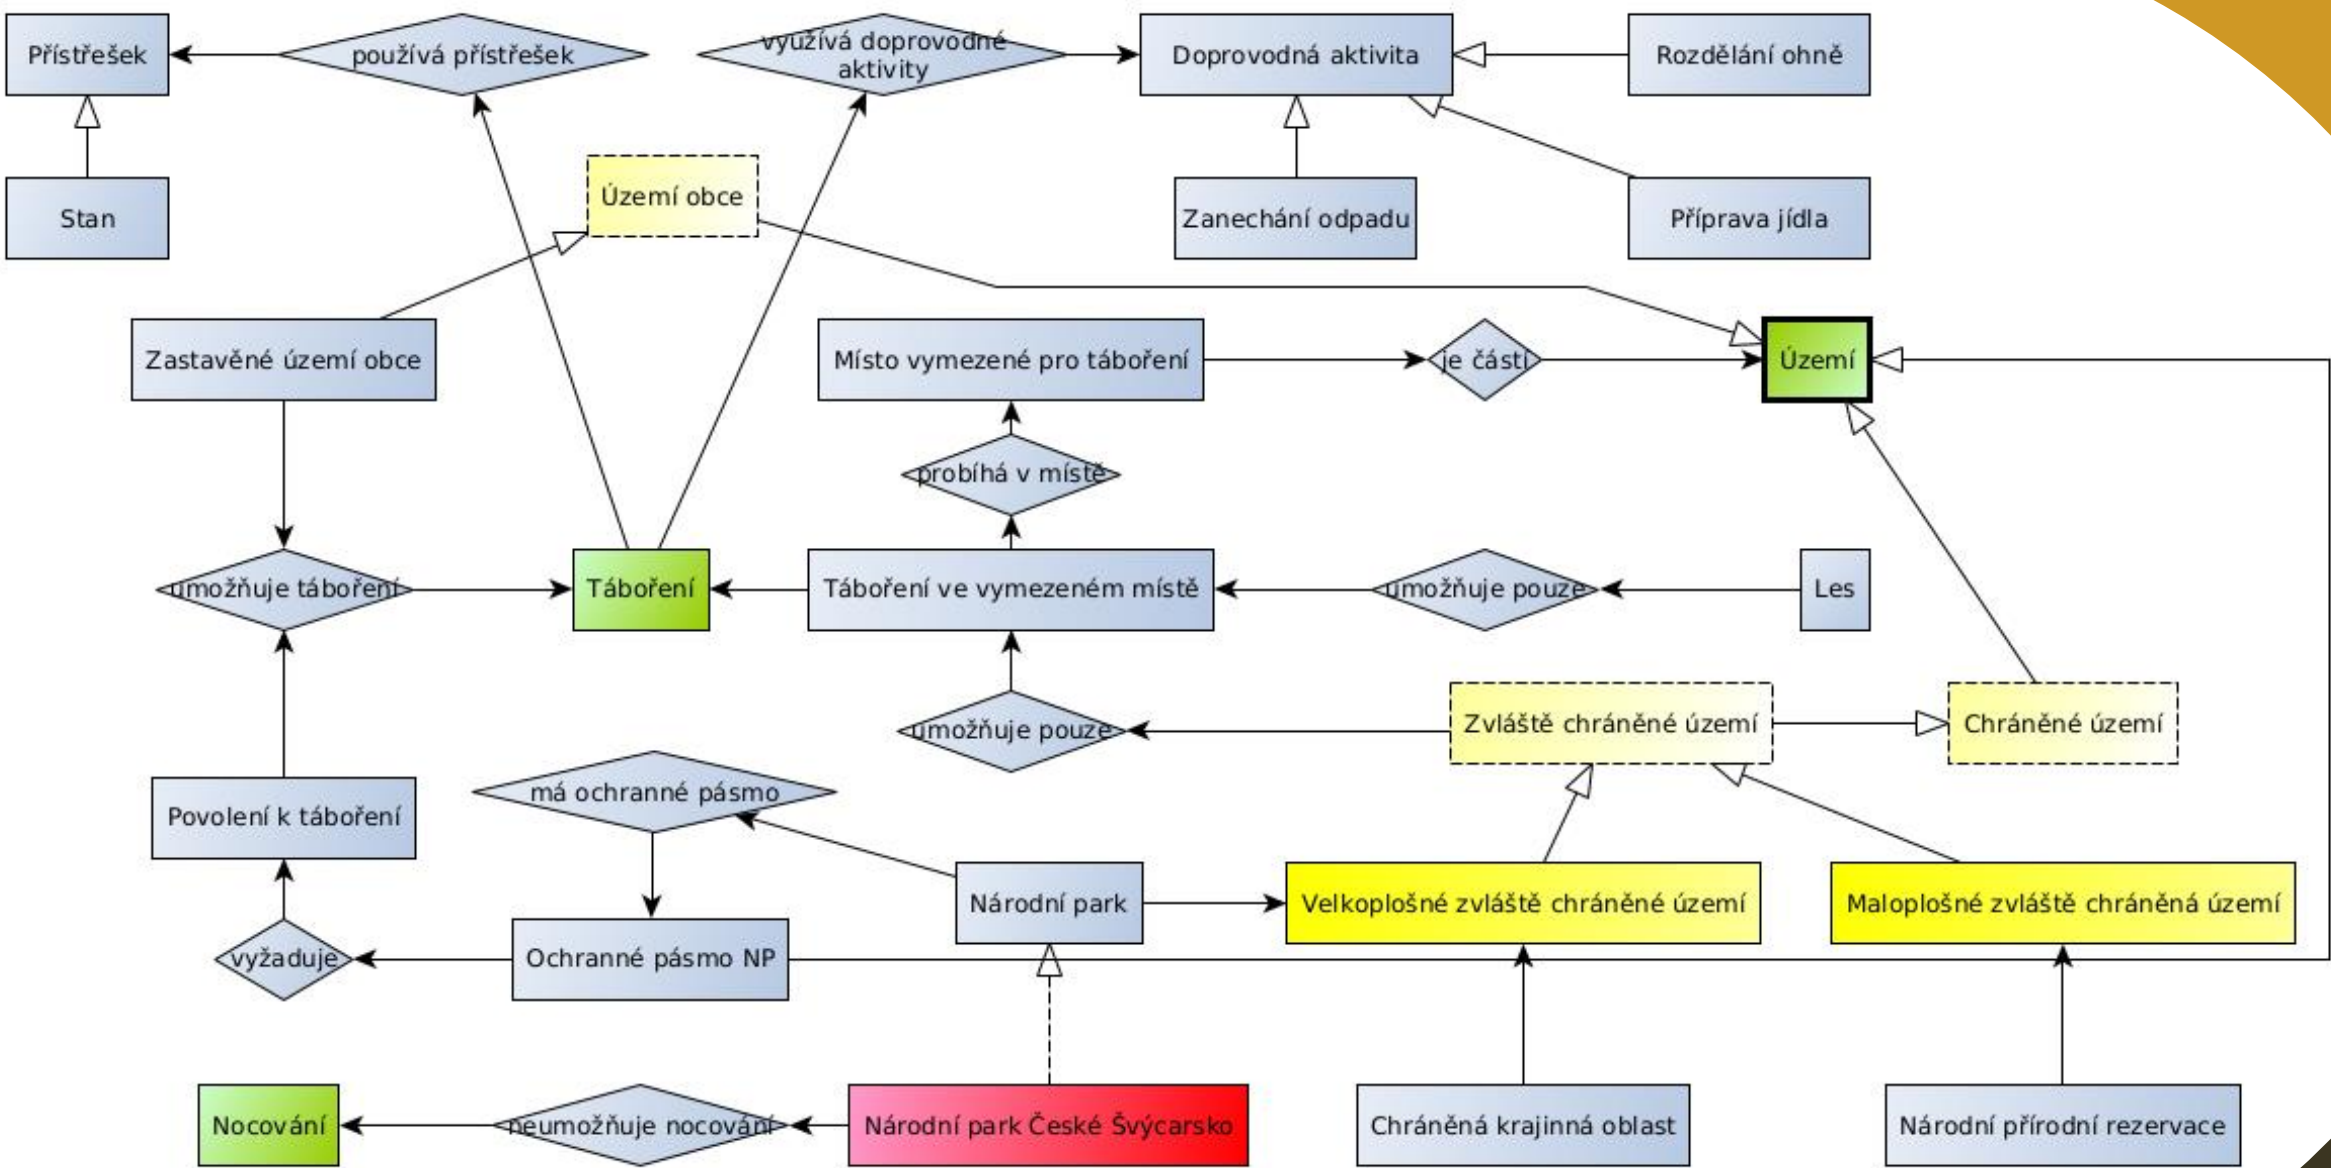 Přístřešek
používá přístřešek
využívá doprovodné
aktivity
Doprovodná aktivita
Rozdělání ohně
Stan
Území obce
Zanechání odpadu
Příprava jídla
Zastavěné území obce
Místo vymezené pro táboření
je částí
Území
probíhá v místě
umožňuje táboření
Táboření
Táboření ve vymezeném místě
umožňuje pouze
Les
umožňuje pouze
Zvláště chráněné území
Chráněné území
má ochranné pásmo
Povolení k táboření
Národní park
Velkoplošné zvláště chráněné území
Maloplošné zvláště chráněná území
vyžaduje
Ochranné pásmo NP
Nocování
neumožňuje nocování
Národní park České Švýcarsko
Chráněná krajinná oblast
Národní přírodní rezervace